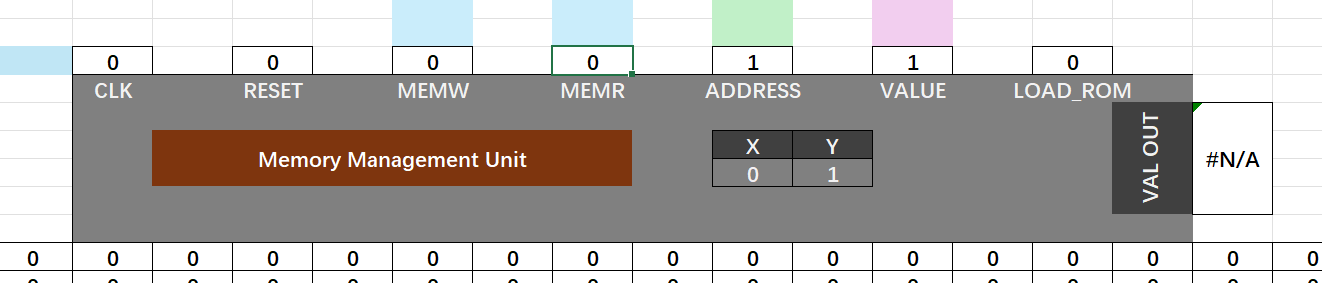 0 0 0 0 1 1 0
CLK RESET MEMW MEMR ADDRESS VALUE LOAD_ROM
Memory Management Unit
X Y
0 1
VAL OUT
#N/A
0 0 0 0 0 0 0 0 0 0 0 0 0 0 0 0 0